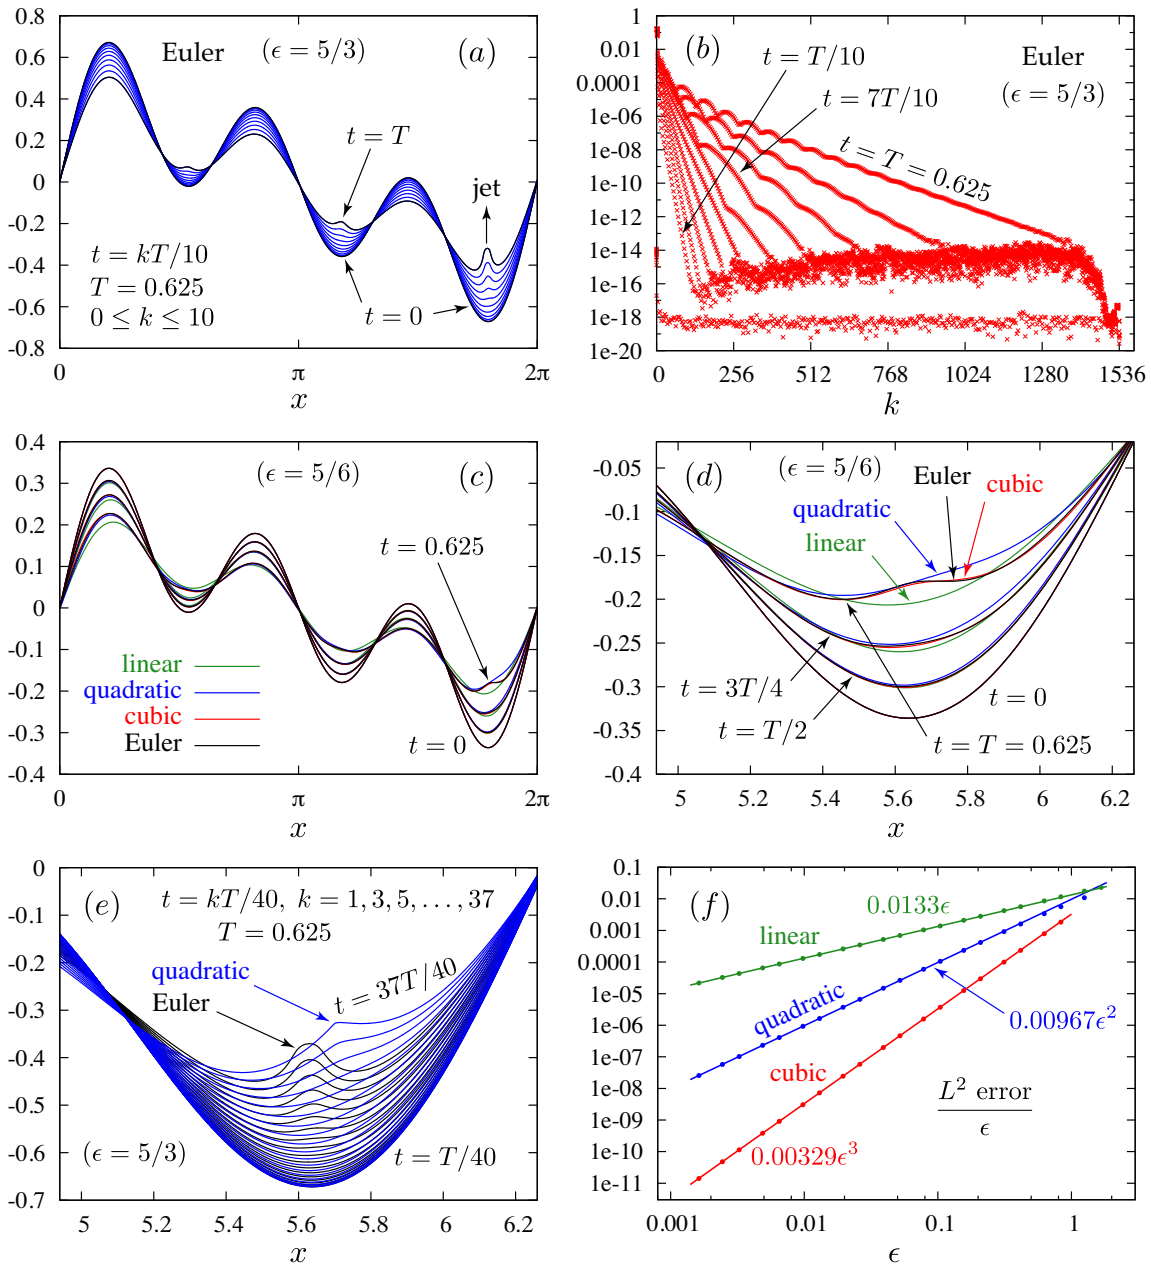 0.8
0.6
0.4
0.2
0
-0.2
-0.4
-0.6
-0.8
Euler (ϵ = 5/3) (a)
t = T
jet
t = kT/10
T = 0.625
0 ≤ k ≤ 10
t = 0
0 π 2π
x
1
0.01
0.0001
1e-06
1e-08
1e-10
1e-12
1e-14
1e-16
1e-18
1e-20
(b) t = T/10 Euler
t = 7T/10 (ϵ = 5/3)
t = T = 0.625
0 256 512 768 1024 1280 1536
k
0.4
0.3
0.2
0.1
0
-0.1
-0.2
-0.3
-0.4
(ϵ = 5/6) (c)
t = 0.625
linear
quadratic
cubic
Euler
t = 0
0 π 2π
x
-0.05
-0.1
-0.15
-0.2
-0.25
-0.3
-0.35
-0.4
(d) (ϵ = 5/6) Euler
cubic
quadratic
linear
t = 3T/4
t = T/2
t = 0
t = T = 0.625
5 5.2 5.4 5.6 5.8 6 6.2
x
0
-0.1
-0.2
-0.3
-0.4
-0.5
-0.6
-0.7
(e) t = kT/40, k = 1, 3, 5, . . . , 37
T = 0.625
quadratic
Euler
t = 37T/40
(ϵ = 5/3)
t = T/40
5 5.2 5.4 5.6 5.8 6 6.2
x
0.1
0.01
0.001
0.0001
1e-05
1e-06
1e-07
1e-08
1e-09
1e-10
1e-11
(f)
0.0133ϵ
linear
quadratic
0.00967ϵ²
cubic
L² error
ϵ
0.00329ϵ³
0.001 0.01 0.1 1
ϵ